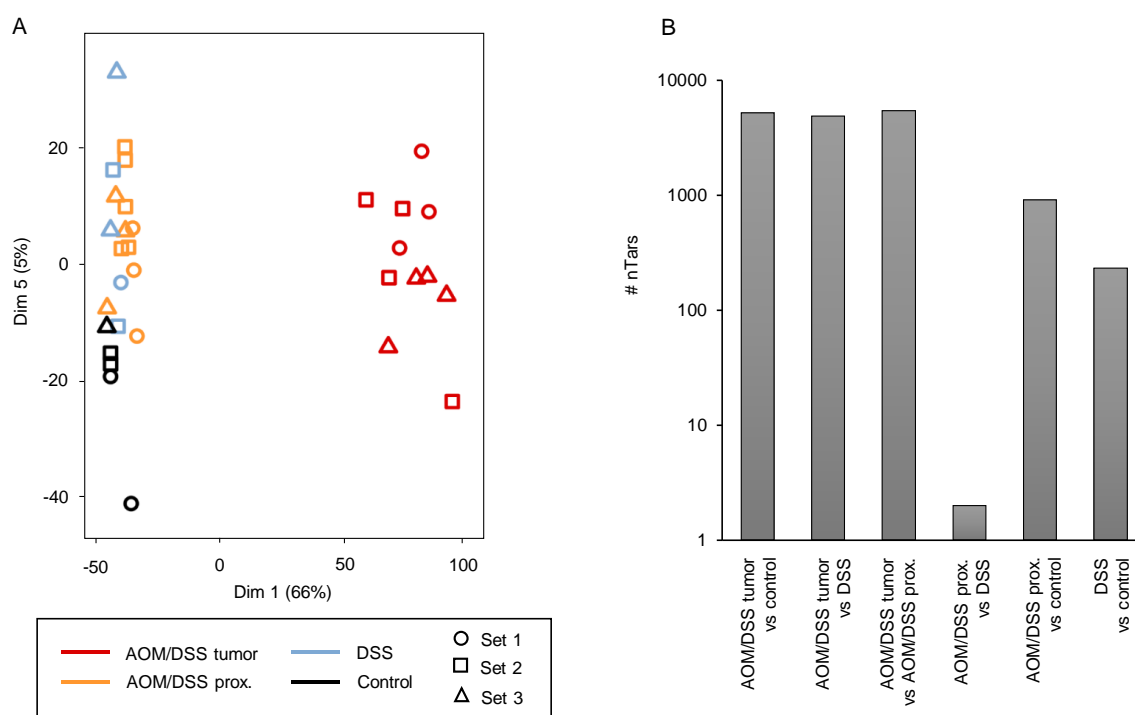 A
Dim 5 (5%)
20
0
-20
-40
-50
0
50
100
Dim 1 (66%)
AOM/DSS tumor
AOM/DSS prox.
DSS
Control
Set 1
Set 2
Set 3
B
# nTars
10000
1000
100
10
1
AOM/DSS tumor
vs control
AOM/DSS tumor
vs DSS
AOM/DSS tumor
vs AOM/DSS prox.
AOM/DSS prox.
vs DSS
AOM/DSS prox.
vs control
DSS
vs control